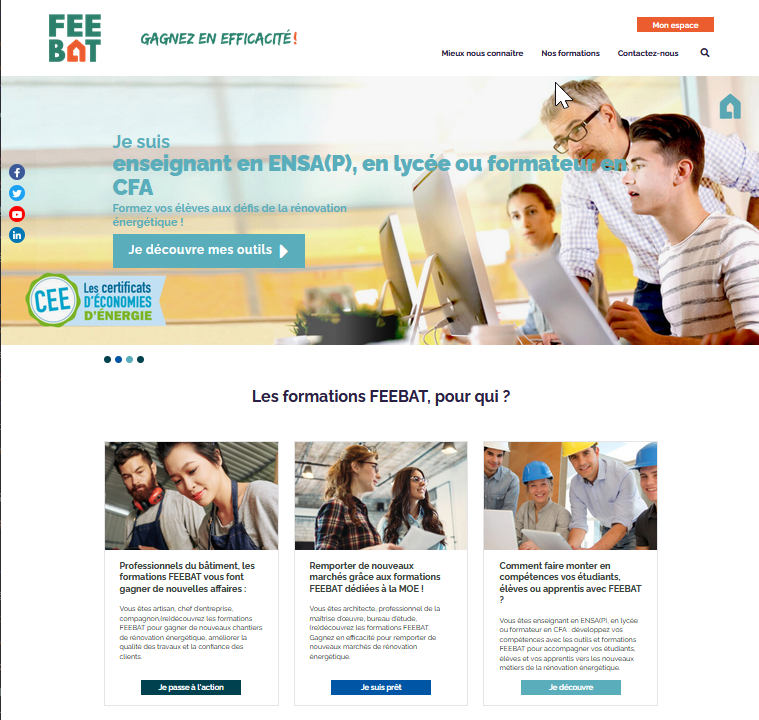 FEE
BAT
GAGNEZ EN EFFICACITÉ !
Mon espace
Mieux nous connaître
Nos formations
Contactez-nous
Je suis
enseignant en ENSA(P), en lycée ou formateur en
CFA
Formez vos élèves aux défis de la rénovation
énergétique !
Je découvre mes outils
CEE
Les certificats
D'ÉCONOMIES
D'ÉNERGIE
Les formations FEEBAT, pour qui ?
Professionnels du bâtiment, les
formations FEEBAT vous font
gagner de nouvelles affaires :
Vous êtes artisan, chef d'entreprise,
compagnon,(re)découvrez les formations
FEEBAT pour gagner de nouveaux chantiers
de rénovation énergétique, améliorer la
qualité des travaux et la confiance des
clients.
Je passe à l'action
Remporter de nouveaux
marchés grâce aux formations
FEEBAT dédiées à la MOE !
Vous êtes architecte, professionnel de la
maîtrise d'œuvre, bureau d'étude,
(re)découvrez les formations FEEBAT.
Gagnez en efficacité pour remporter de
nouveaux marchés de rénovation
énergétique.
Je suis prêt
Comment faire monter en
compétences vos étudiants,
élèves ou apprentis avec FEEBAT
?
Vous êtes enseignant en ENSA(P), en lycée
ou formateur en CFA : développez vos
compétences avec les outils et formations
FEEBAT pour accompagner vos étudiants,
élèves et vos apprentis vers les nouveaux
métiers de la rénovation énergétique.
Je découvre